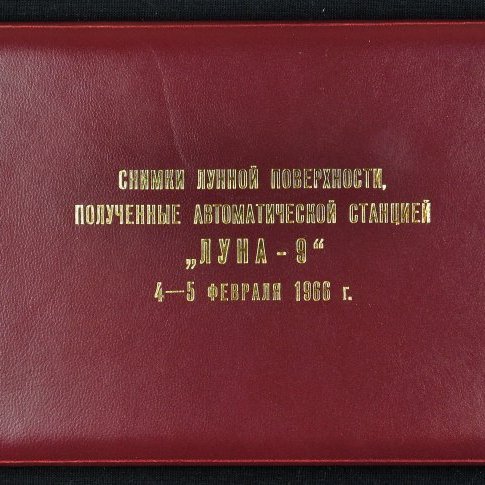 СНИМКИ ЛУННОЙ ПОВЕРХНОСТИ,
ПОЛУЧЕННЫЕ АВТОМАТИЧЕСКОЙ СТАНЦИЕЙ
„ЛУНА - 9“
4—5 ФЕВРАЛЯ 1966 г.